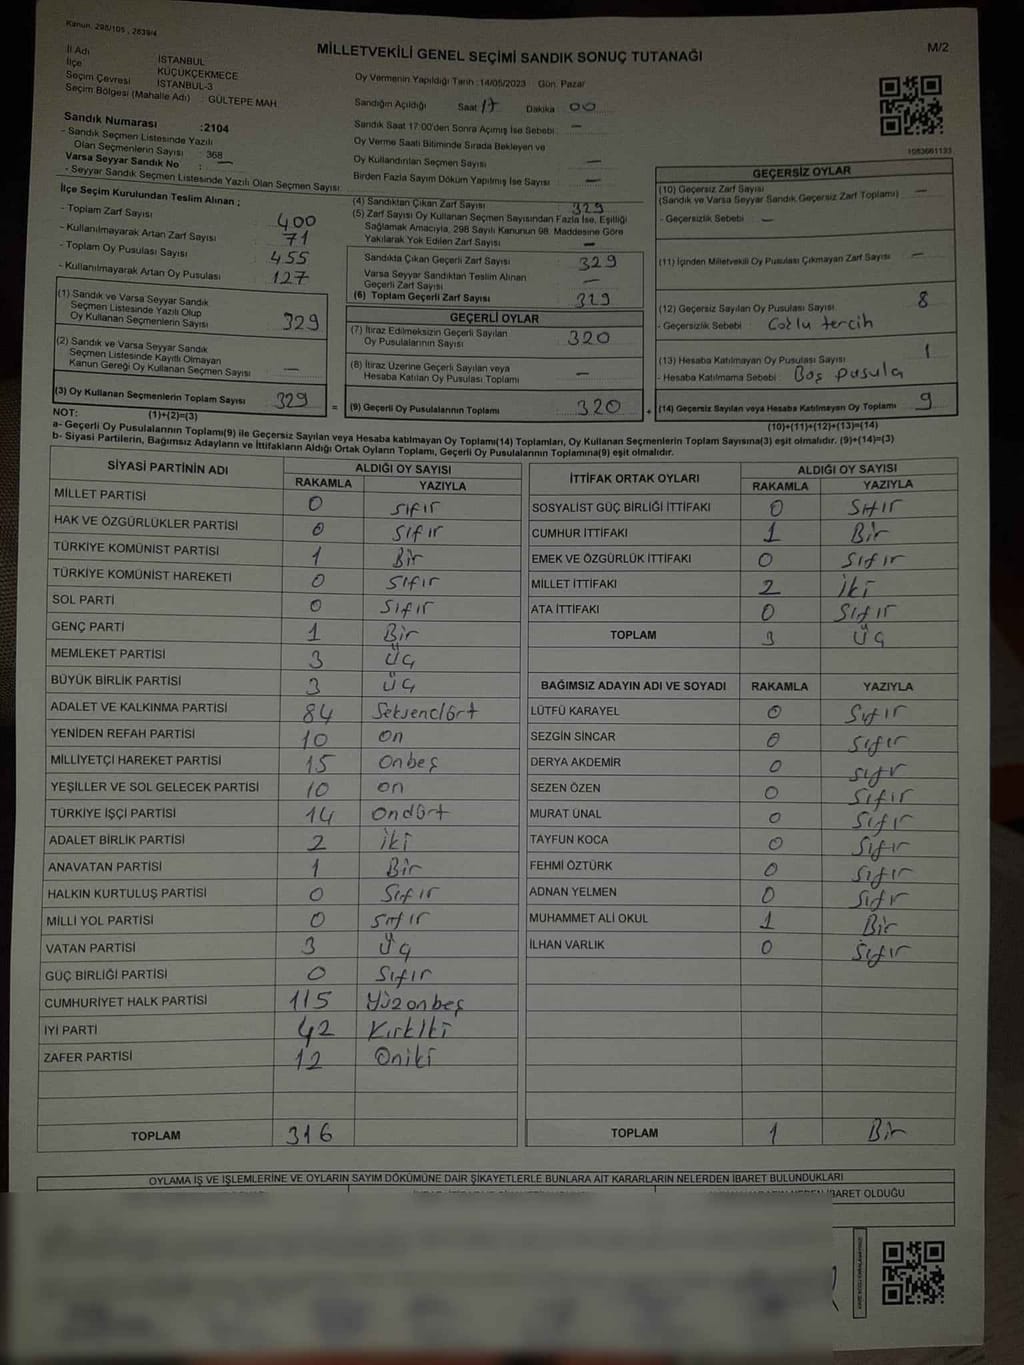 Kanun. 298/105 , 2839/4
MİLLETVEKİLİ GENEL SEÇİMİ SANDIK SONUÇ TUTANAĞI
M/2
İl Adı İSTANBUL
İlçe KÜÇÜKÇEKMECE
Seçim Çevresi İSTANBUL-3
Seçim Bölgesi (Mahalle Adı) : GÜLTEPE MAH
Oy Vermenin Yapıldığı Tarih :14/05/2023 Gün: Pazar
Sandığın Açıldığı Saat 17 Dakika : 00
Sandık Saat 17:00'den Sonra Açılmış İse Sebebi : —
Oy Verme Saati Bitiminde Sırada Bekleyen ve
Oy Kullandırılan Seçmen Sayısı —
Birden Fazla Sayım Döküm Yapılmış İse Sayısı —
Sandık Numarası :2104
- Sandık Seçmen Listesinde Yazılı
Olan Seçmenlerin Sayısı : 368
Varsa Seyyar Sandık No : —
- Seyyar Sandık Seçmen Listesinde Yazılı Olan Seçmen Sayısı:
İlçe Seçim Kurulundan Teslim Alınan ;
- Toplam Zarf Sayısı 400
- Kullanılmayarak Artan Zarf Sayısı 71
- Toplam Oy Pusulası Sayısı 455
- Kullanılmayarak Artan Oy Pusulası 127
(1) Sandık ve Varsa Seyyar Sandık
Seçmen Listesinde Yazılı Olup
Oy Kullanan Seçmenlerin Sayısı 329
(2) Sandık ve Varsa Seyyar Sandık
Seçmen Listesinde Kayıtlı Olmayan
Kanun Gereği Oy Kullanan Seçmen Sayısı —
(3) Oy Kullanan Seçmenlerin Toplam Sayısı 329
(1)+(2)=(3)
(4) Sandıktan Çıkan Zarf Sayısı : 329
(5) Zarf Sayısı Oy Kullanan Seçmen Sayısından Fazla İse, Eşitliği
Sağlamak Amacıyla, 298 Sayılı Kanunun 98. Maddesine Göre
Yakılarak Yok Edilen Zarf Sayısı —
Sandıkta Çıkan Geçerli Zarf Sayısı 329
Varsa Seyyar Sandıktan Teslim Alınan
Geçerli Zarf Sayısı —
(6) Toplam Geçerli Zarf Sayısı 329
GEÇERLİ OYLAR
(7) İtiraz Edilmeksizin Geçerli Sayılan
Oy Pusulalarının Sayısı 320
(8) İtiraz Üzerine Geçerli Sayılan veya
Hesaba Katılan Oy Pusulası Toplamı —
= (9) Geçerli Oy Pusulalarının Toplamı 320 +
1083661133
GEÇERSİZ OYLAR
(10) Geçersiz Zarf Sayısı —
(Sandık ve Varsa Seyyar Sandık Geçersiz Zarf Toplamı)
- Geçersizlik Sebebi : —
(11) İçinden Milletvekili Oy Pusulası Çıkmayan Zarf Sayısı —
(12) Geçersiz Sayılan Oy Pusulası Sayısı 8
- Geçersizlik Sebebi : Çoklu tercih
(13) Hesaba Katılmayan Oy Pusulası Sayısı 1
- Hesaba Katılmama Sebebi : Boş pusula
(14) Geçersiz Sayılan veya Hesaba Katılmayan Oy Toplamı 9
(10)+(11)+(12)+(13)=(14)
NOT:
a- Geçerli Oy Pusulalarının Toplamı(9) ile Geçersiz Sayılan veya Hesaba katılmayan Oy Toplamı(14) Toplamları, Oy Kullanan Seçmenlerin Toplam Sayısına(3) eşit olmalıdır. (9)+(14)=(3)
b- Siyasi Partilerin, Bağımsız Adayların ve İttifakların Aldığı Ortak Oyların Toplamı, Geçerli Oy Pusulalarının Toplamına(9) eşit olmalıdır.
SİYASİ PARTİNİN ADI ALDIĞI OY SAYISI
RAKAMLA YAZIYLA
MİLLET PARTİSİ 0 Sıfır
HAK VE ÖZGÜRLÜKLER PARTİSİ 0 Sıfır
TÜRKİYE KOMÜNİST PARTİSİ 1 Bir
TÜRKİYE KOMÜNİST HAREKETİ 0 Sıfır
SOL PARTİ 0 Sıfır
GENÇ PARTİ 1 Bir
MEMLEKET PARTİSİ 3 Üç
BÜYÜK BİRLİK PARTİSİ 3 Üç
ADALET VE KALKINMA PARTİSİ 84 Seksendört
YENİDEN REFAH PARTİSİ 10 On
MİLLİYETÇİ HAREKET PARTİSİ 15 Onbeş
YEŞİLLER VE SOL GELECEK PARTİSİ 10 On
TÜRKİYE İŞÇİ PARTİSİ 14 Ondört
ADALET BİRLİK PARTİSİ 2 İki
ANAVATAN PARTİSİ 1 Bir
HALKIN KURTULUŞ PARTİSİ 0 Sıfır
MİLLİ YOL PARTİSİ 0 Sıfır
VATAN PARTİSİ 3 Üç
GÜÇ BİRLİĞİ PARTİSİ 0 Sıfır
CUMHURİYET HALK PARTİSİ 115 Yüzonbeş
İYİ PARTİ 42 Kırkiki
ZAFER PARTİSİ 12 Oniki
TOPLAM 316
İTTİFAK ORTAK OYLARI ALDIĞI OY SAYISI
RAKAMLA YAZIYLA
SOSYALİST GÜÇ BİRLİĞİ İTTİFAKI 0 Sıfır
CUMHUR İTTİFAKI 1 Bir
EMEK VE ÖZGÜRLÜK İTTİFAKI 0 Sıfır
MİLLET İTTİFAKI 2 İki
ATA İTTİFAKI 0 Sıfır
TOPLAM 3 Üç
BAĞIMSIZ ADAYIN ADI VE SOYADI RAKAMLA YAZIYLA
LÜTFÜ KARAYEL 0 Sıfır
SEZGİN SİNCAR 0 Sıfır
DERYA AKDEMİR 0 Sıfır
SEZEN ÖZEN 0 Sıfır
MURAT ÜNAL 0 Sıfır
TAYFUN KOCA 0 Sıfır
FEHMİ ÖZTÜRK 0 Sıfır
ADNAN YELMEN 0 Sıfır
MUHAMMET ALİ OKUL 1 Bir
İLHAN VARLIK 0 Sıfır
TOPLAM 1 Bir
OYLAMA İŞ VE İŞLEMLERİNE VE OYLARIN SAYIM DÖKÜMÜNE DAİR ŞİKAYETLERLE BUNLARA AİT KARARLARIN NELERDEN İBARET BULUNDUKLARI
İBARET OLDUĞU